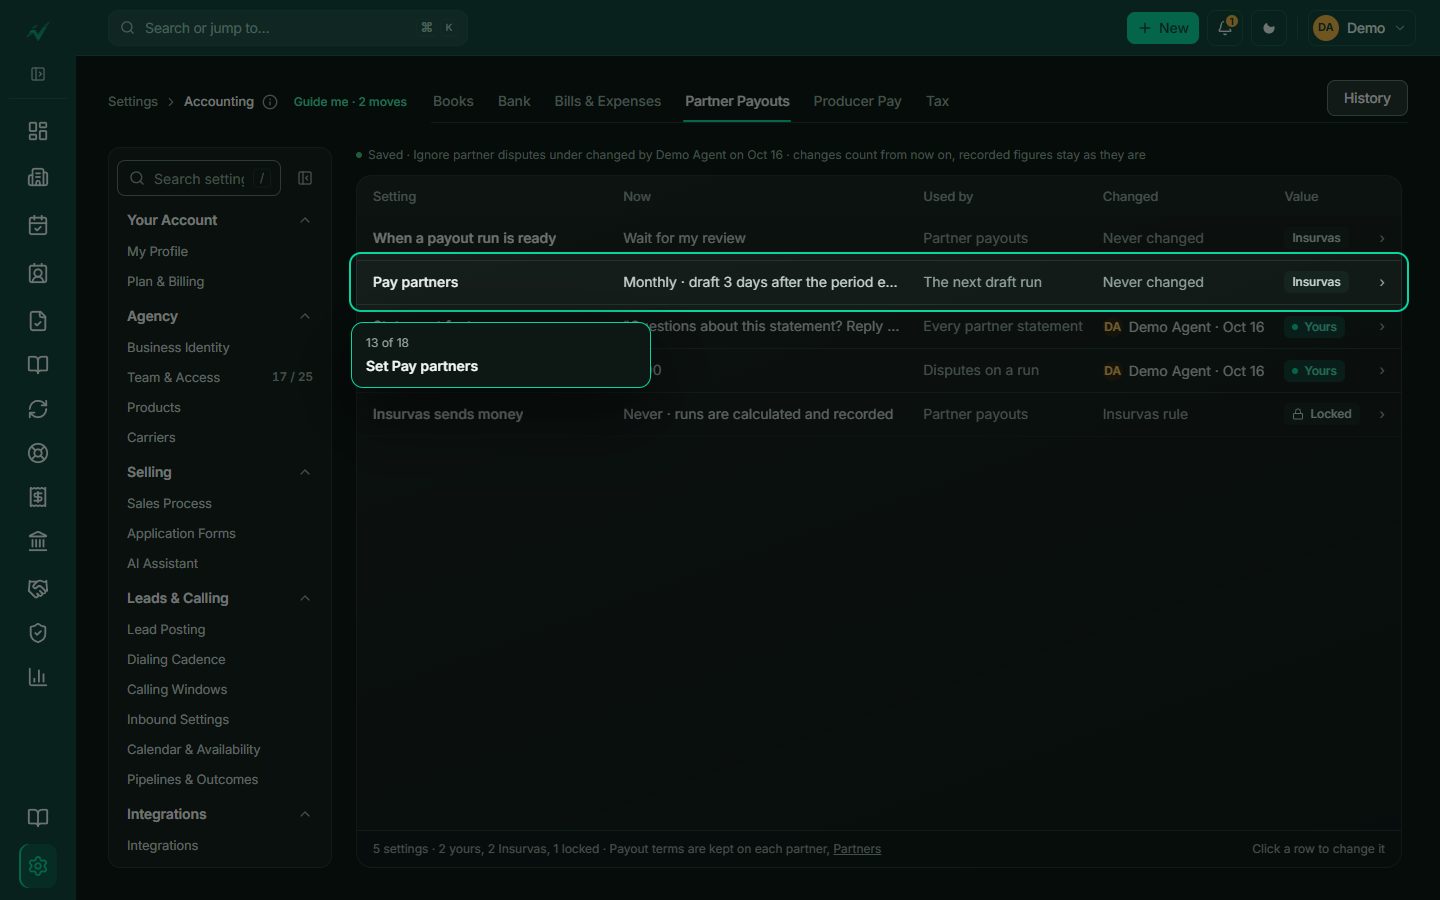 Search or jump to...
⌘ K
New
1
DA
Demo
Settings
Accounting
Guide me · 2 moves
Books
Bank
Bills & Expenses
Partner Payouts
Producer Pay
Tax
History
Search setting
/
Your Account
My Profile
Plan & Billing
Agency
Business Identity
Team & Access 17 / 25
Products
Carriers
Selling
Sales Process
Application Forms
AI Assistant
Leads & Calling
Lead Posting
Dialing Cadence
Calling Windows
Inbound Settings
Calendar & Availability
Pipelines & Outcomes
Integrations
Integrations
Saved · Ignore partner disputes under changed by Demo Agent on Oct 16 · changes count from now on, recorded figures stay as they are
Setting Now Used by Changed Value
When a payout run is ready Wait for my review Partner payouts Never changed Insurvas
Pay partners Monthly · draft 3 days after the period e... The next draft run Never changed Insurvas
estions about this statement? Reply ... Every partner statement DA Demo Agent · Oct 16 Yours
13 of 18
Set Pay partners
0 Disputes on a run DA Demo Agent · Oct 16 Yours
Insurvas sends money Never · runs are calculated and recorded Partner payouts Insurvas rule Locked
5 settings · 2 yours, 2 Insurvas, 1 locked · Payout terms are kept on each partner, Partners
Click a row to change it